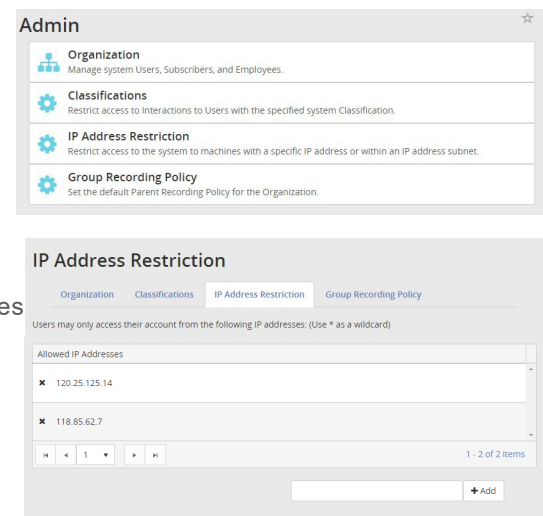 Admin
Organization
Manage system Users, Subscribers, and Employees.
Classifications
Restrict access to Interactions to Users with the specified system Classification.
IP Address Restriction
Restrict access to the system to machines with a specific IP address or within an IP address subnet.
Group Recording Policy
Set the default Parent Recording Policy for the Organization.
IP Address Restriction
Organization Classifications IP Address Restriction Group Recording Policy
es
Users may only access their account from the following IP addresses: (Use * as a wildcard)
Allowed IP Addresses
120.25.125.14
118.85.62.7
1 1 - 2 of 2 items
+ Add